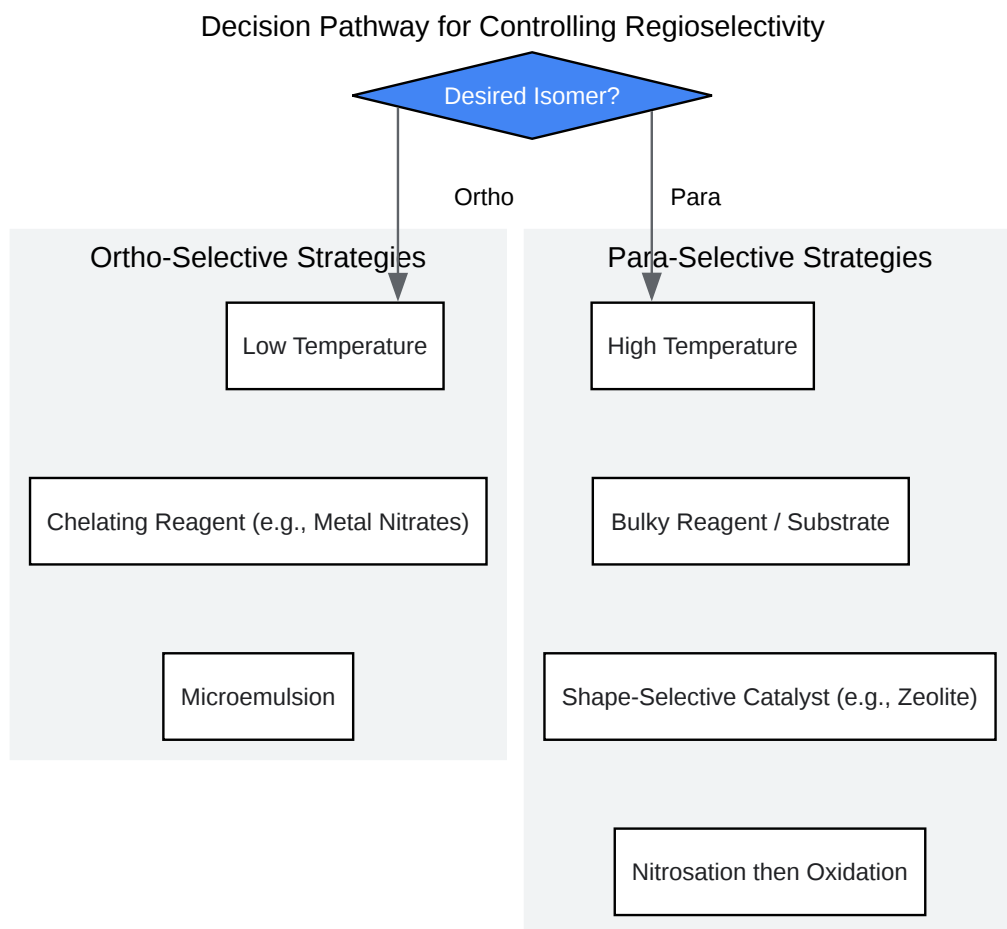 Decision Pathway for Controlling Regioselectivity
Desired Isomer?
Ortho
Para
Ortho-Selective Strategies
Low Temperature
Chelating Reagent (e.g., Metal Nitrates)
Microemulsion
Para-Selective Strategies
High Temperature
Bulky Reagent / Substrate
Shape-Selective Catalyst (e.g., Zeolite)
Nitrosation then Oxidation